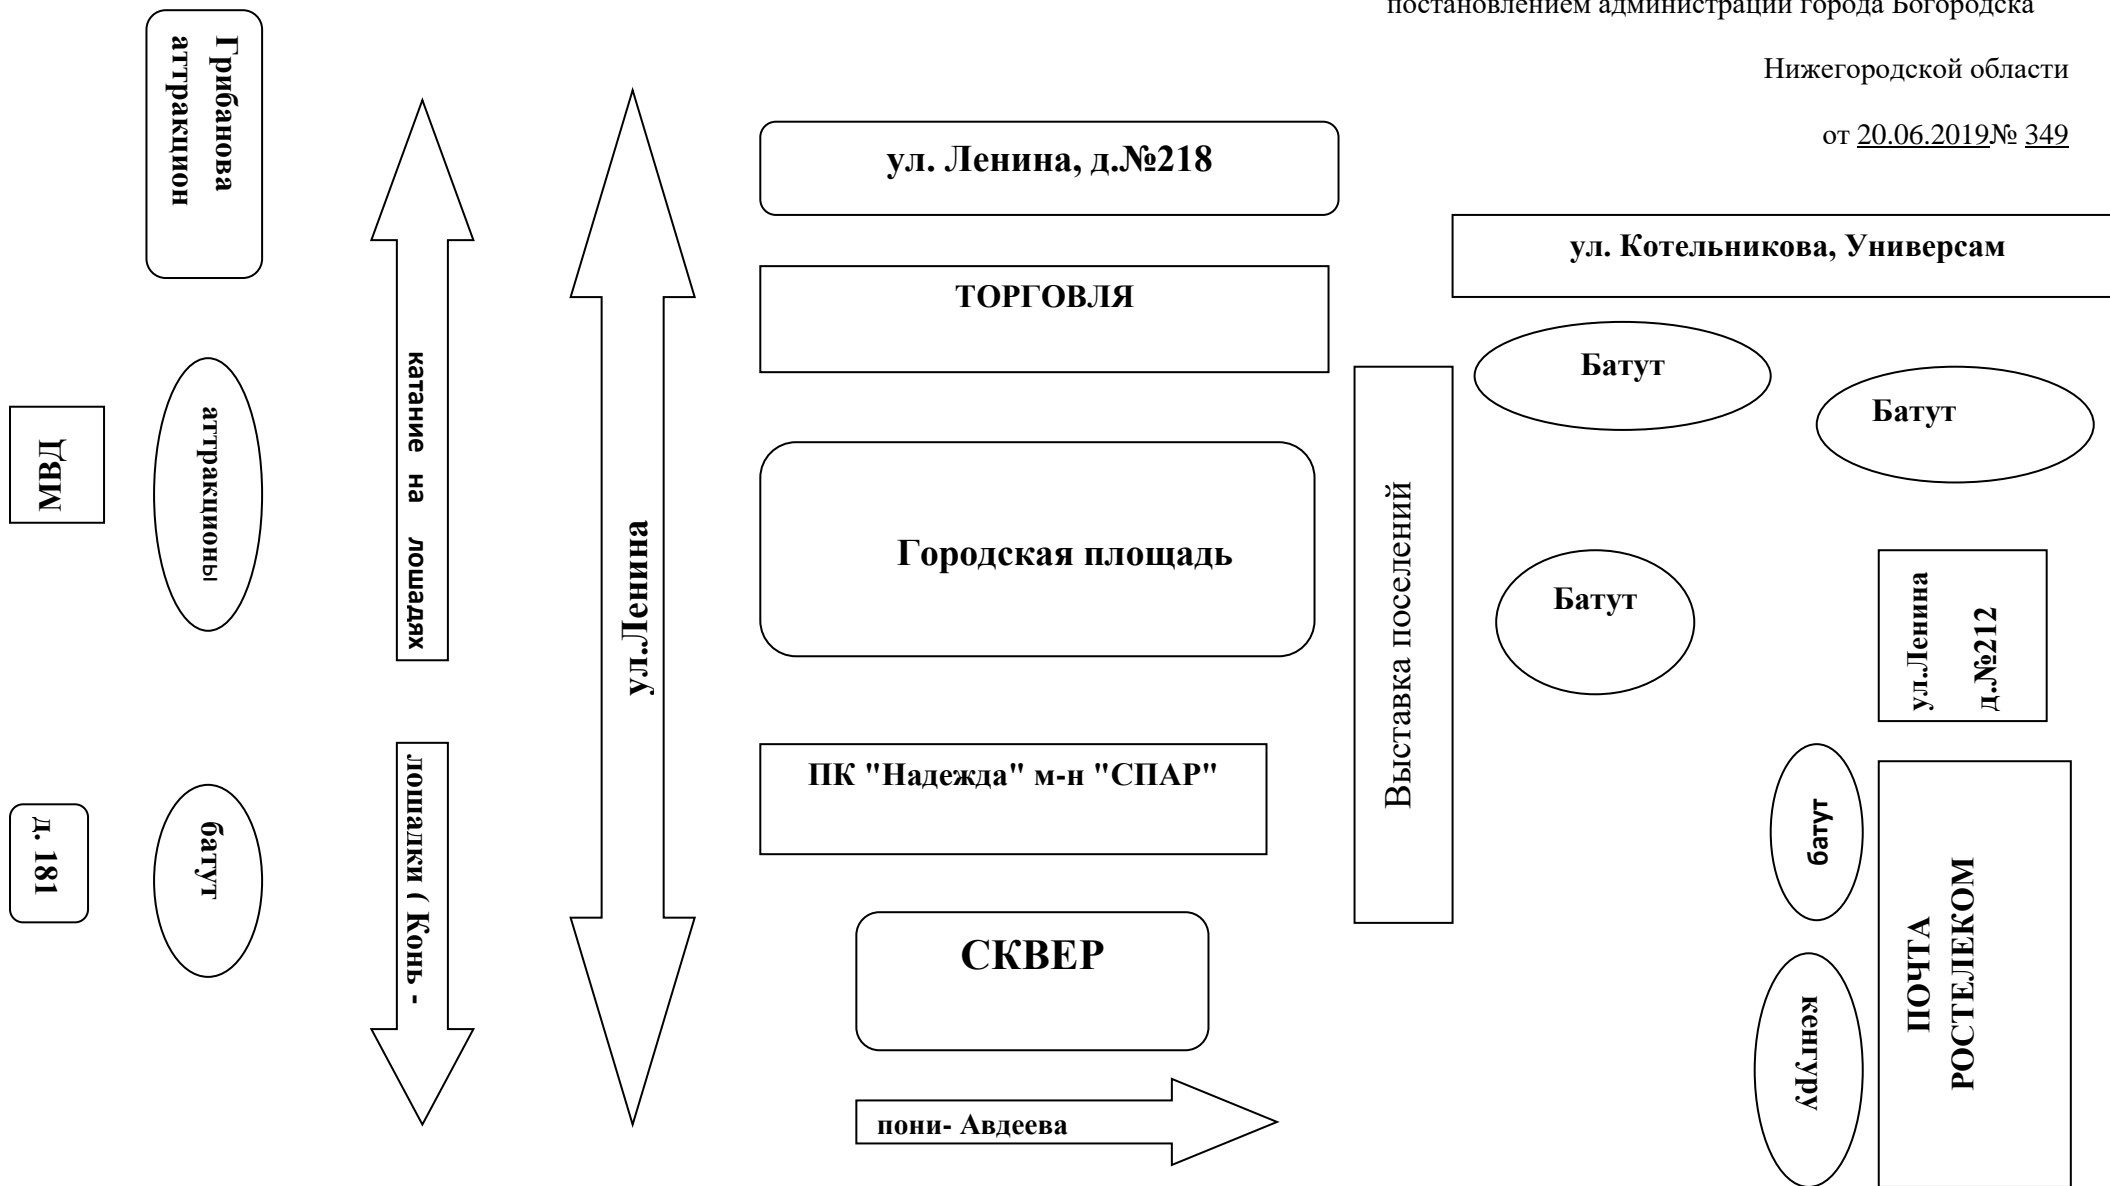 постановлением администрации города Богородска
Нижегородской области
от 20.06.2019№ 349
Грибанова
аттракцион
ул. Ленина, д.№218
ул. Котельникова, Универсам
ТОРГОВЛЯ
катание на лошадях
ул.Ленина
МВД
аттракционы
Батут
Батут
Городская площадь
Выставка поселений
Батут
ул.Ленина
д.№212
ПК "Надежда" м-н "СПАР"
лошадки ( Конь -
д. 181
батут
батут
СКВЕР
ПОЧТА
РОСТЕЛЕКОМ
кенгуру
пони- Авдеева